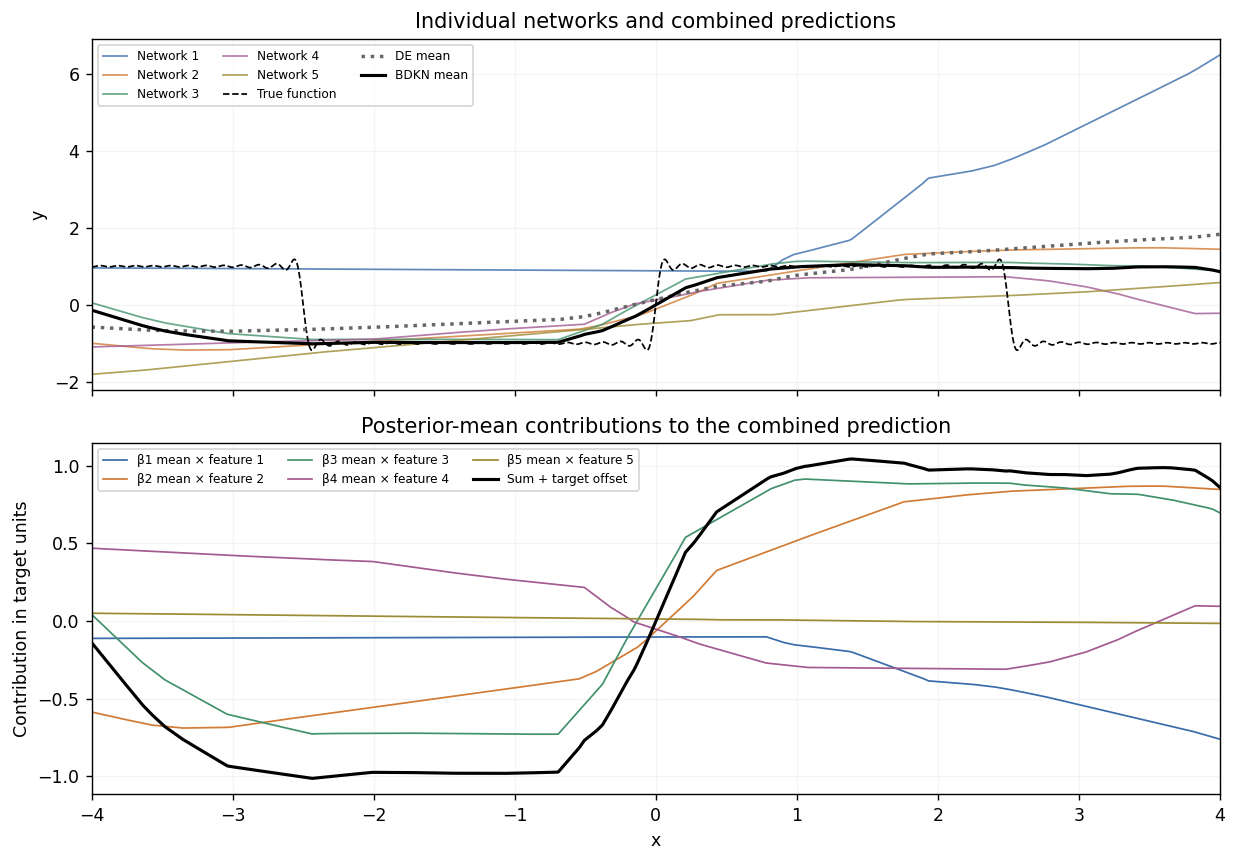 Individual networks and combined predictions
Network 1
Network 2
Network 3
Network 4
Network 5
True function
DE mean
BDKN mean
y
6
4
2
0
−2
Posterior-mean contributions to the combined prediction
β1 mean × feature 1
β2 mean × feature 2
β3 mean × feature 3
β4 mean × feature 4
β5 mean × feature 5
Sum + target offset
Contribution in target units
1.0
0.5
0.0
−0.5
−1.0
−4 −3 −2 −1 0 1 2 3 4
x